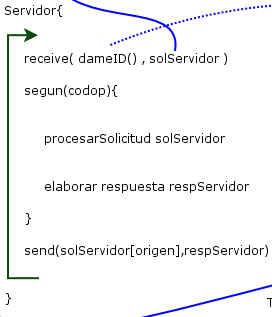 Servidor{
receive( dameID() , solServidor )
segun(codop){
procesarSolicitud solServidor
elaborar respuesta respServidor
}
send(solServidor[origen],respServidor)
}
T